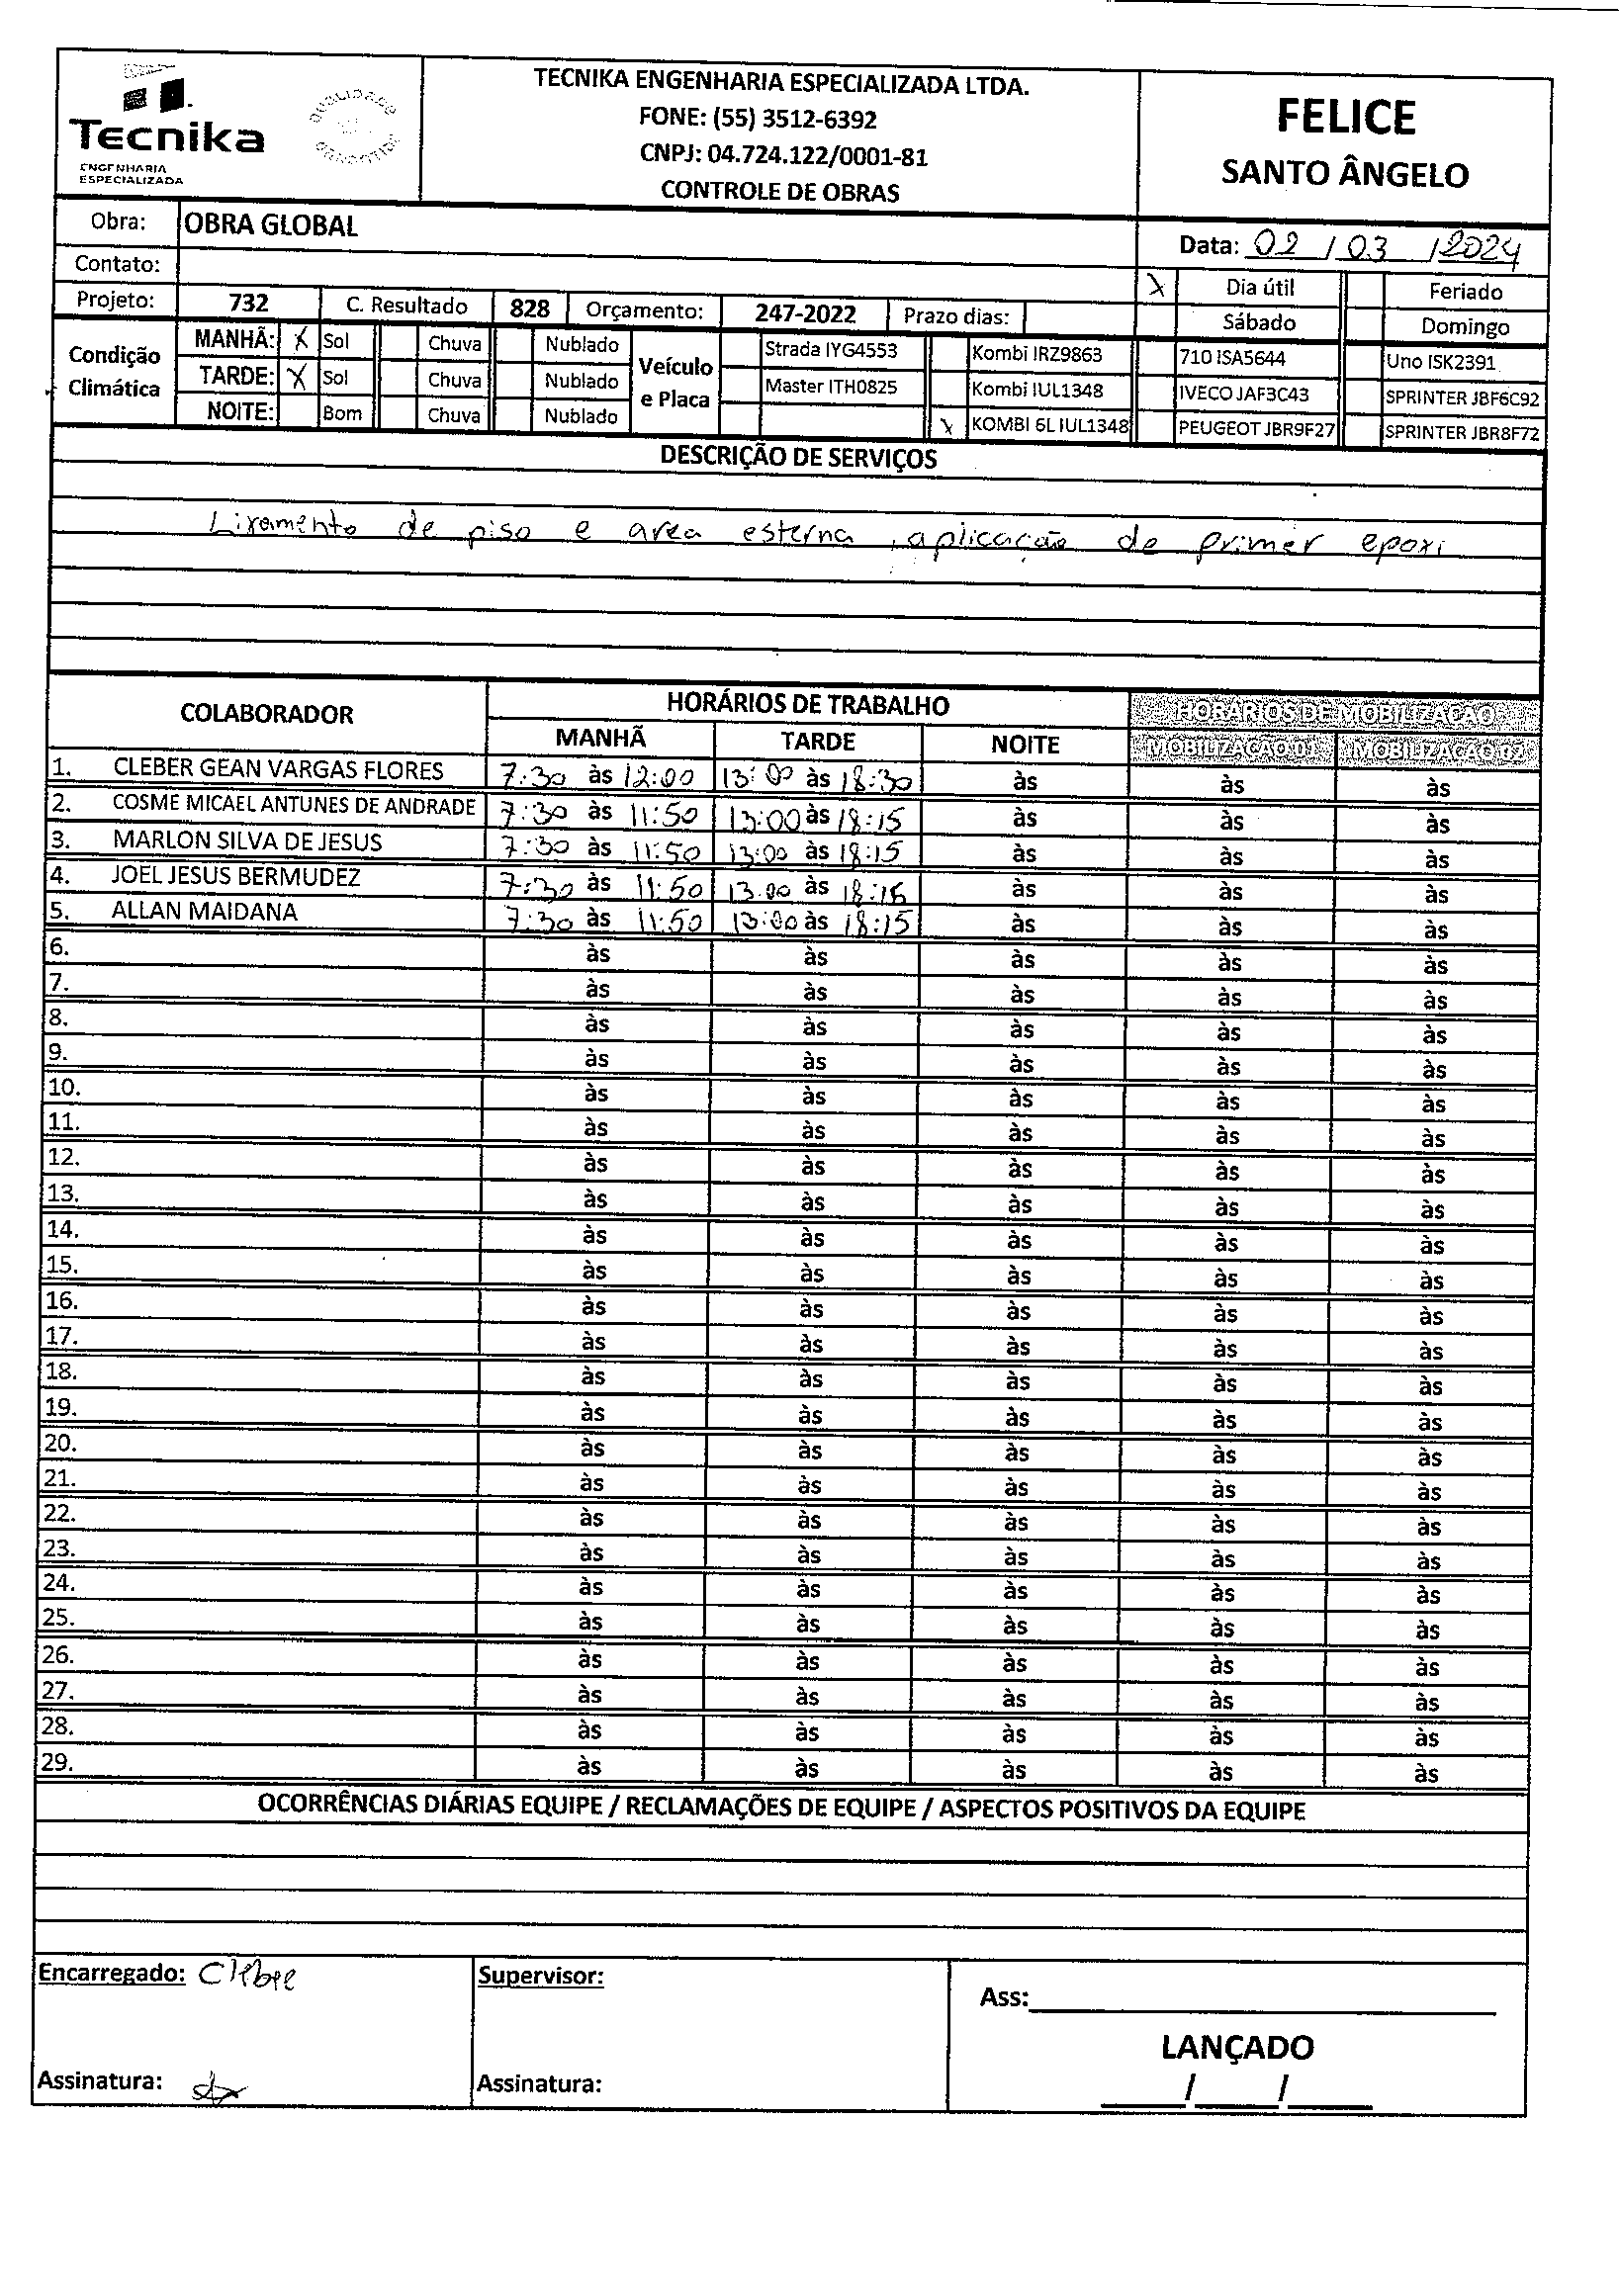 Tecnika
ENGENHARIA
ESPECIALIZADA
QUALIDADE
TECNIKA ENGENHARIA ESPECIALIZADA LTDA.
FONE: (55) 3512-6392
CNPJ: 04.724.122/0001-81
CONTROLE DE OBRAS
FELICE
SANTO ÂNGELO
Obra: OBRA GLOBAL
Data: 02 / 03 / 2024
Contato:
X Dia útil Feriado
Projeto: 732 C. Resultado 828 Orçamento: 247-2022 Prazo dias:
Sábado Domingo
Condição Climática
MANHÃ: X Sol Chuva Nublado
TARDE: X Sol Chuva Nublado
NOITE: Bom Chuva Nublado
Veículo e Placa
Strada IYG4553 Kombi IRZ9863 710 ISA5644 Uno ISK2391
Master ITH0825 Kombi IUL1348 IVECO JAF3C43 SPRINTER JBF6C92
X KOMBI 6L IUL1348 PEUGEOT JBR9F27 SPRINTER JBR8F72
DESCRIÇÃO DE SERVIÇOS
Lixamento de piso e area esterna, aplicação de primer epoxi
COLABORADOR HORÁRIOS DE TRABALHO HORÁRIOS DE MOBILIZAÇÃO
MANHÃ TARDE NOITE MOBILIZAÇÃO 01 MOBILIZAÇÃO 02
1. CLEBER GEAN VARGAS FLORES 7:30 às 12:00 13:00 às 18:30 às às às
2. COSME MICAEL ANTUNES DE ANDRADE 7:30 às 11:50 13:00 às 18:15 às às às
3. MARLON SILVA DE JESUS 7:30 às 11:50 13:00 às 18:15 às às às
4. JOEL JESUS BERMUDEZ 7:30 às 11:50 13:00 às 18:15 às às às
5. ALLAN MAIDANA 7:30 às 11:50 13:00 às 18:15 às às às
6. às às às às às
7. às às às às às
8. às às às às às
9. às às às às às
10. às às às às às
11. às às às às às
12. às às às às às
13. às às às às às
14. às às às às às
15. às às às às às
16. às às às às às
17. às às às às às
18. às às às às às
19. às às às às às
20. às às às às às
21. às às às às às
22. às às às às às
23. às às às às às
24. às às às às às
25. às às às às às
26. às às às às às
27. às às às às às
28. às às às às às
29. às às às às às
OCORRÊNCIAS DIÁRIAS EQUIPE / RECLAMAÇÕES DE EQUIPE / ASPECTOS POSITIVOS DA EQUIPE
Encarregado: Cleber
Supervisor:
Ass:
LANÇADO
/ /
Assinatura:
Assinatura: